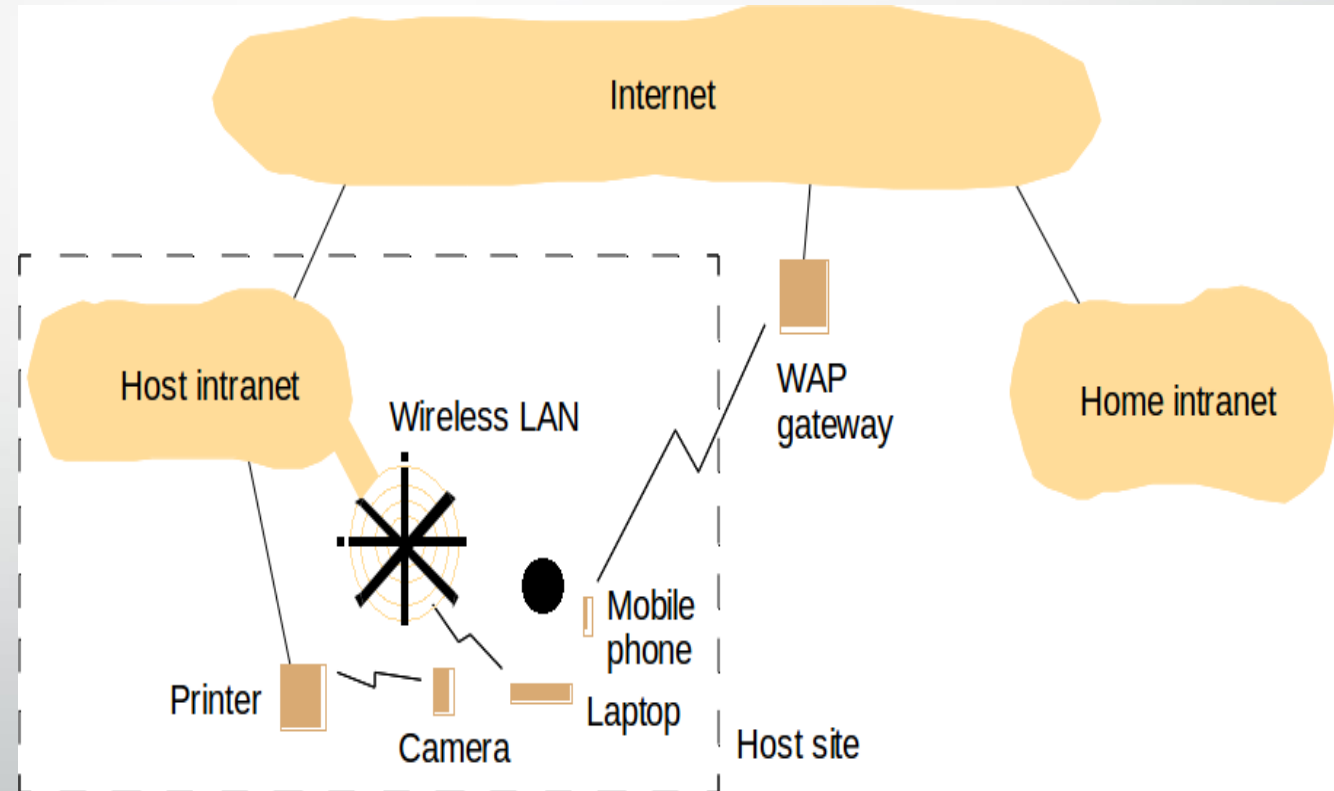 Internet
Host intranet
Wireless LAN
WAP
gateway
Home intranet
Mobile
phone
Printer
Laptop
Camera
Host site